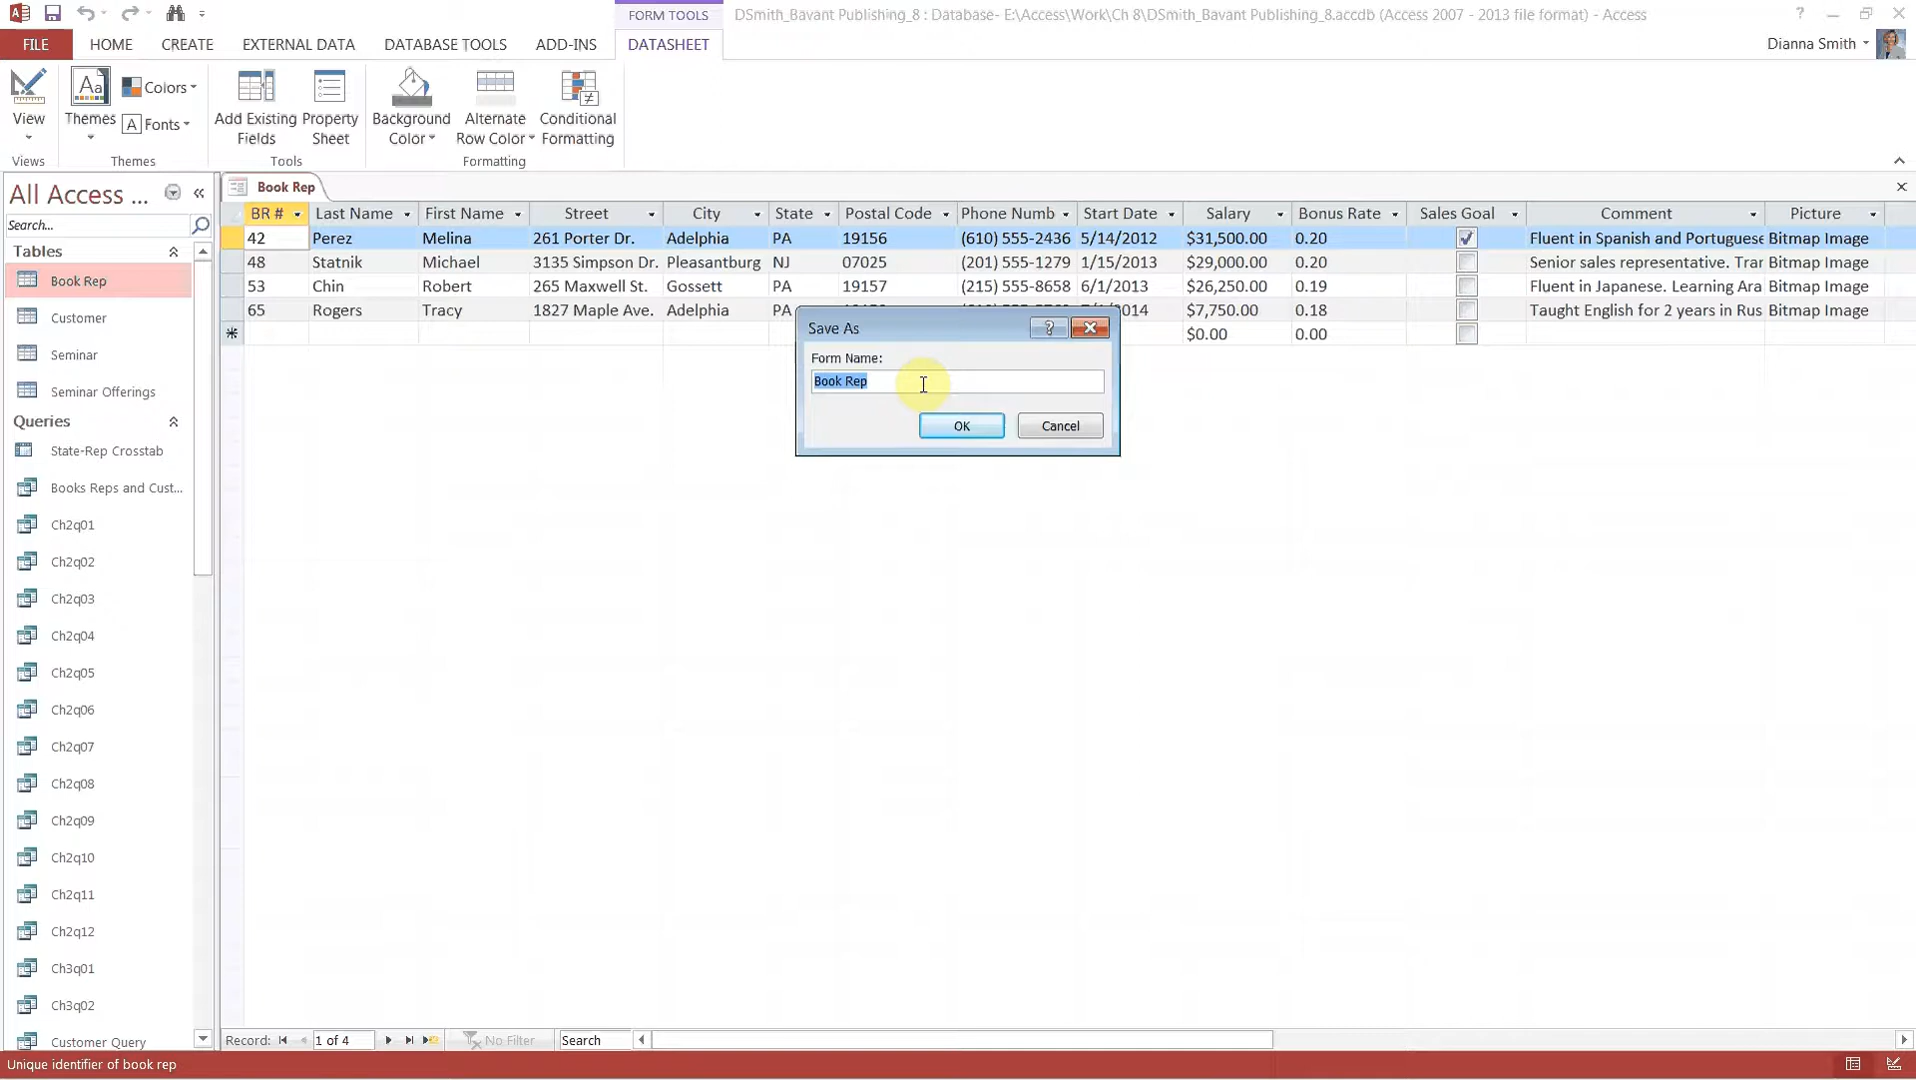 FORM TOOLS
DSmith_Bavant Publishing_8 : Database- E:\Access\Work\Ch 8\DSmith_Bavant Publishing_8.accdb (Access 2007 - 2013 file format) - Access
?
FILE HOME CREATE EXTERNAL DATA DATABASE TOOLS ADD-INS DATASHEET
Dianna Smith
View
Themes
Colors
Fonts
Add Existing Fields
Property Sheet
Background Color
Alternate Row Color
Conditional Formatting
Views Themes Tools Formatting
All Access ...
Search...
Tables
Book Rep
Customer
Seminar
Seminar Offerings
Queries
State-Rep Crosstab
Books Reps and Cust...
Ch2q01
Ch2q02
Ch2q03
Ch2q04
Ch2q05
Ch2q06
Ch2q07
Ch2q08
Ch2q09
Ch2q10
Ch2q11
Ch2q12
Ch3q01
Ch3q02
Customer Query
Book Rep
BR # Last Name First Name Street City State Postal Code Phone Numb Start Date Salary Bonus Rate Sales Goal Comment Picture
42 Perez Melina 261 Porter Dr. Adelphia PA 19156 (610) 555-2436 5/14/2012 $31,500.00 0.20 Fluent in Spanish and Portuguese Bitmap Image
48 Statnik Michael 3135 Simpson Dr. Pleasantburg NJ 07025 (201) 555-1279 1/15/2013 $29,000.00 0.20 Senior sales representative. Trar Bitmap Image
53 Chin Robert 265 Maxwell St. Gossett PA 19157 (215) 555-8658 6/1/2013 $26,250.00 0.19 Fluent in Japanese. Learning Ara Bitmap Image
65 Rogers Tracy 1827 Maple Ave. Adelphia PA $7,750.00 0.18 Taught English for 2 years in Rus Bitmap Image
$0.00 0.00
Save As
?
Form Name:
Book Rep
OK Cancel
Record: 1 of 4 No Filter Search
Unique identifier of book rep